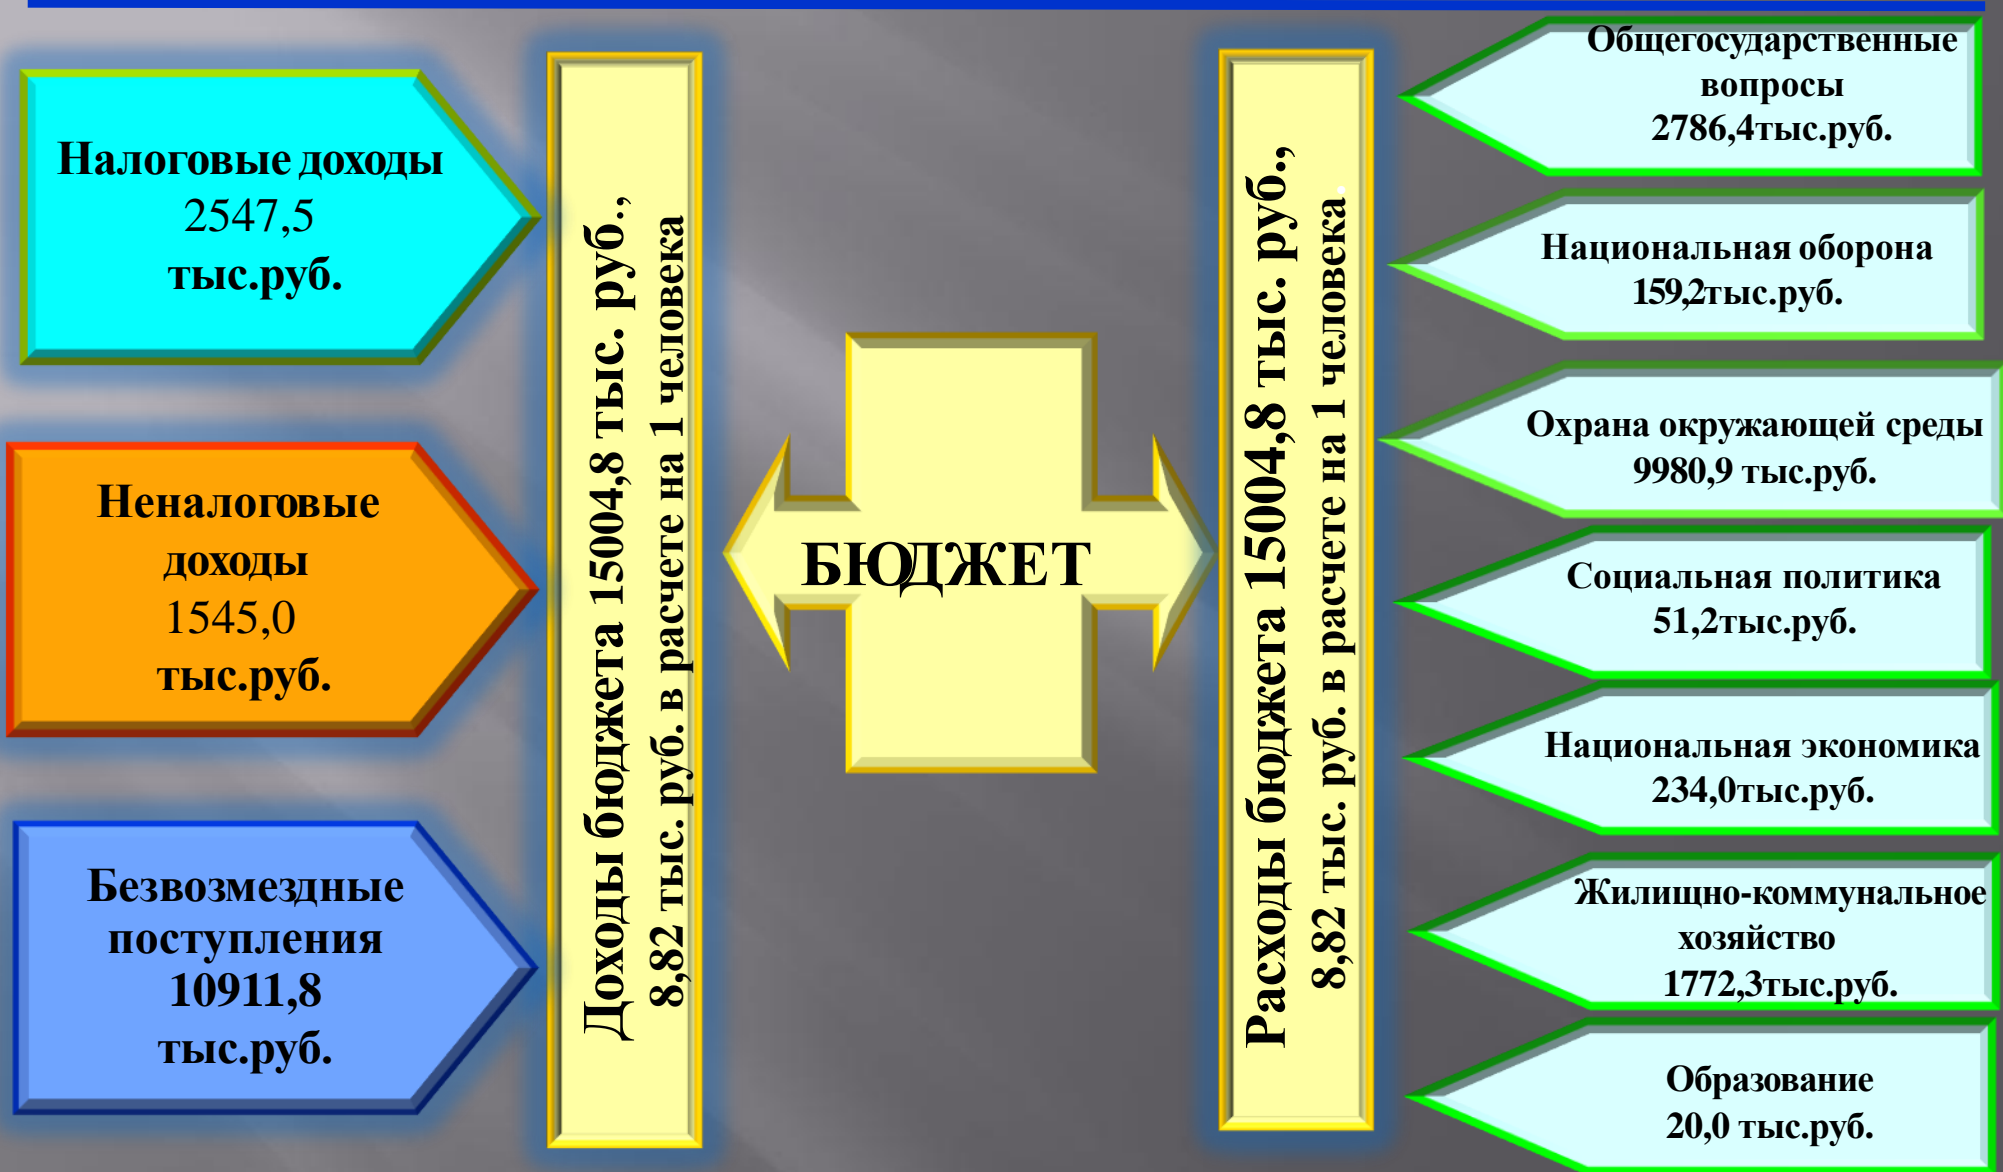 Налоговые доходы
2547,5
тыс.руб.
Неналоговые
доходы
1545,0
тыс.руб.
Безвозмездные
поступления
10911,8
тыс.руб.
Доходы бюджета 15004,8 тыс. руб.,
8,82 тыс. руб. в расчете на 1 человека
БЮДЖЕТ
Расходы бюджета 15004,8 тыс. руб.,
8,82 тыс. руб. в расчете на 1 человека.
Общегосударственные
вопросы
2786,4тыс.руб.
Национальная оборона
159,2тыс.руб.
Охрана окружающей среды
9980,9 тыс.руб.
Социальная политика
51,2тыс.руб.
Национальная экономика
234,0тыс.руб.
Жилищно-коммунальное
хозяйство
1772,3тыс.руб.
Образование
20,0 тыс.руб.